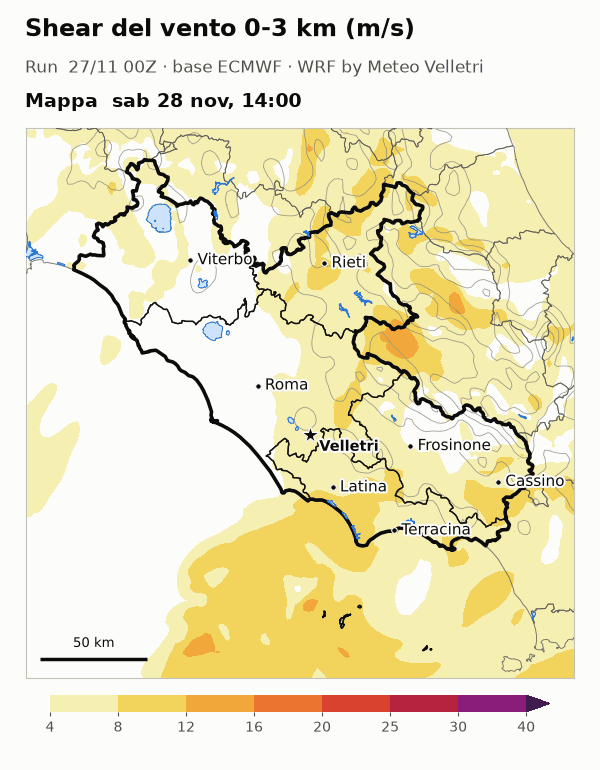 Shear del vento 0-3 km (m/s)
Run  27/11 00Z · base ECMWF · WRF by Meteo Velletri
Mappa  sab 28 nov, 14:00
Viterbo
Rieti
Roma
Velletri
Frosinone
Cassino
Latina
Terracina
50 km
4 8 12 16 20 25 30 40